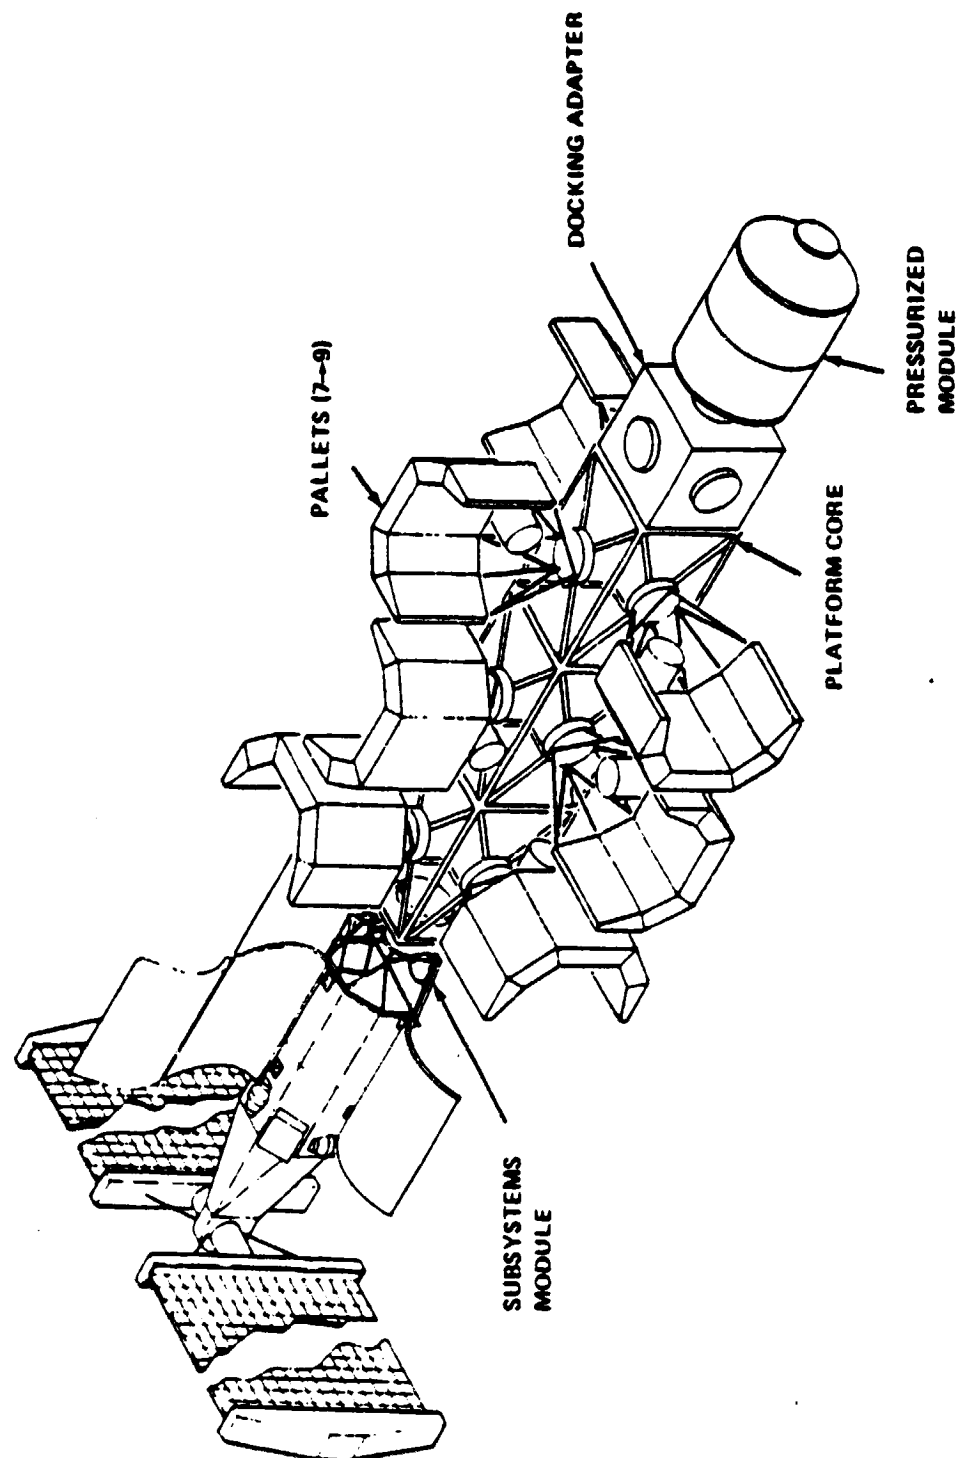 SUBSYSTEMS
MODULE
PALLETS (7→9)
PLATFORM CORE
DOCKING ADAPTER
PRESSURIZED
MODULE